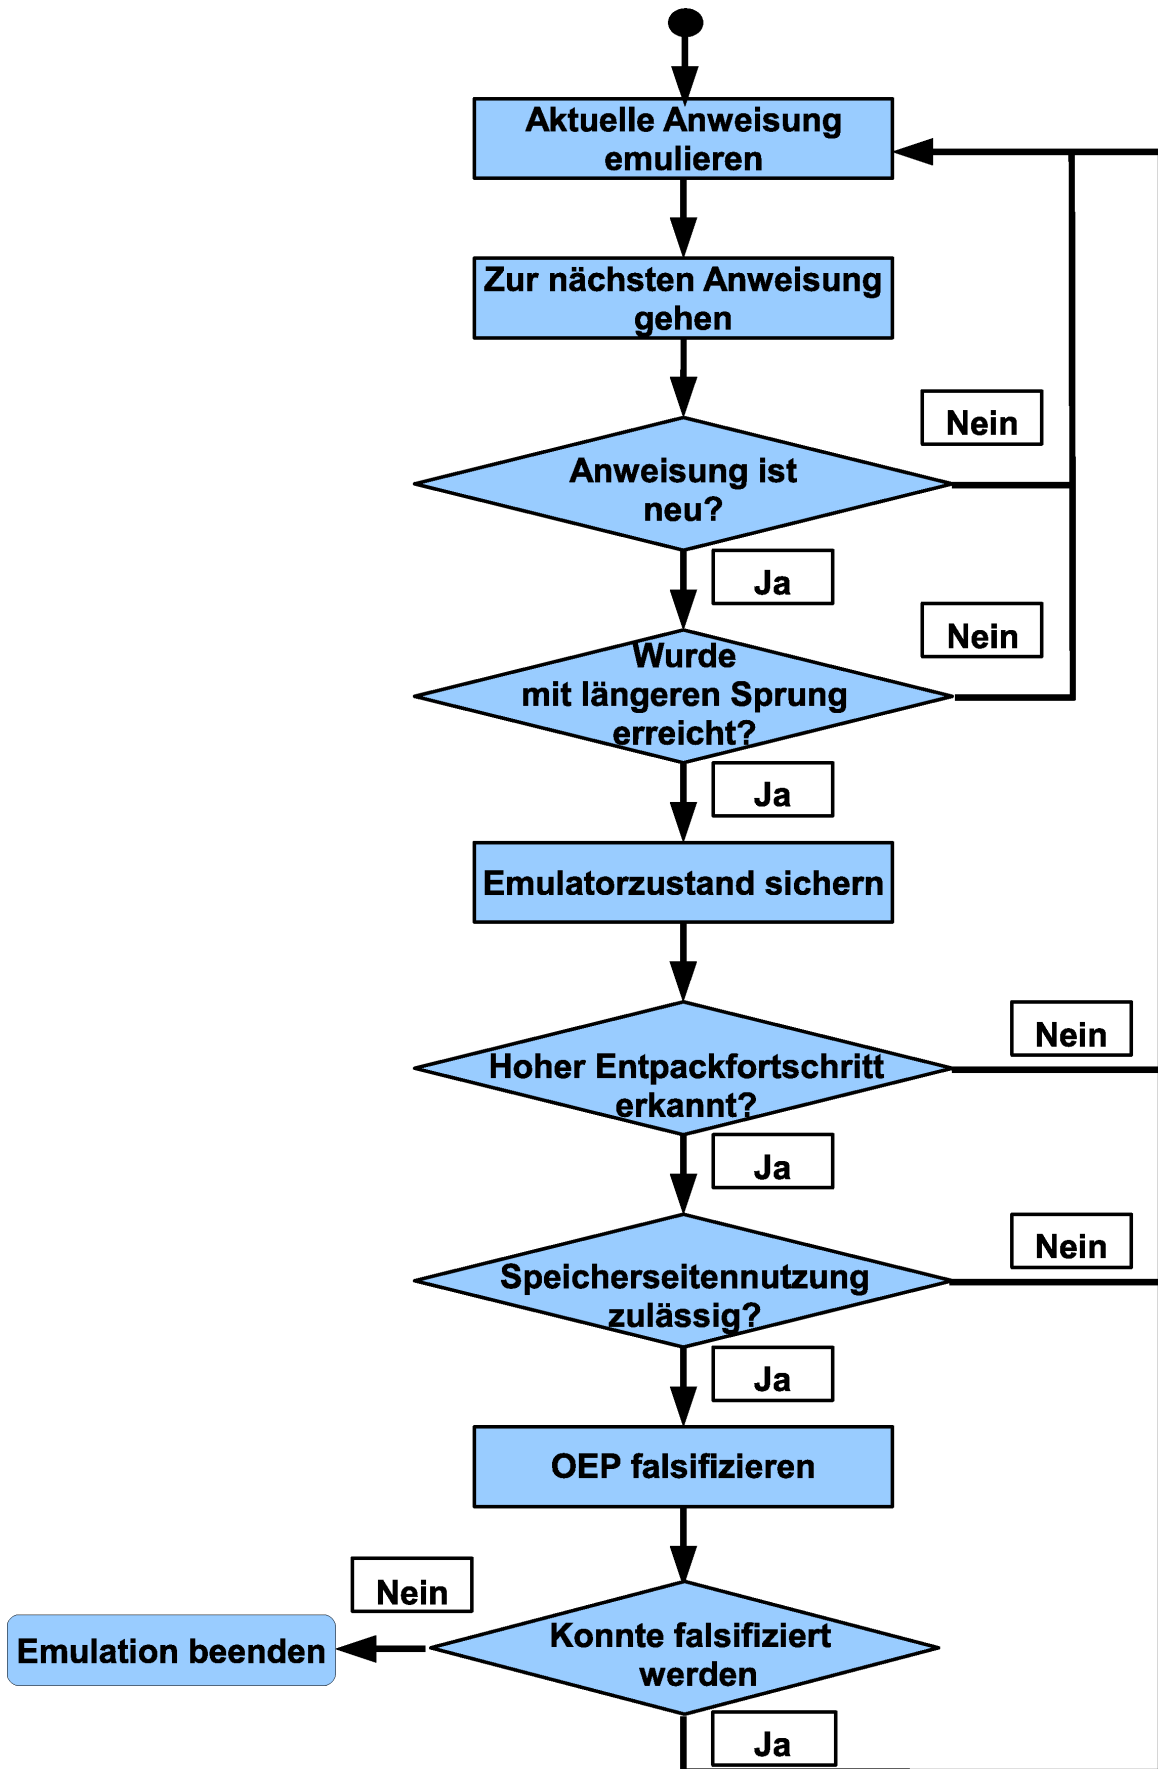 Aktuelle Anweisung
emulieren
Zur nächsten Anweisung
gehen
Nein
Anweisung ist
neu?
Ja
Nein
Wurde
mit längeren Sprung
erreicht?
Ja
Emulatorzustand sichern
Nein
Hoher Entpackfortschritt
erkannt?
Ja
Nein
Speicherseitennutzung
zulässig?
Ja
OEP falsifizieren
Nein
Konnte falsifiziert
werden
Emulation beenden
Ja